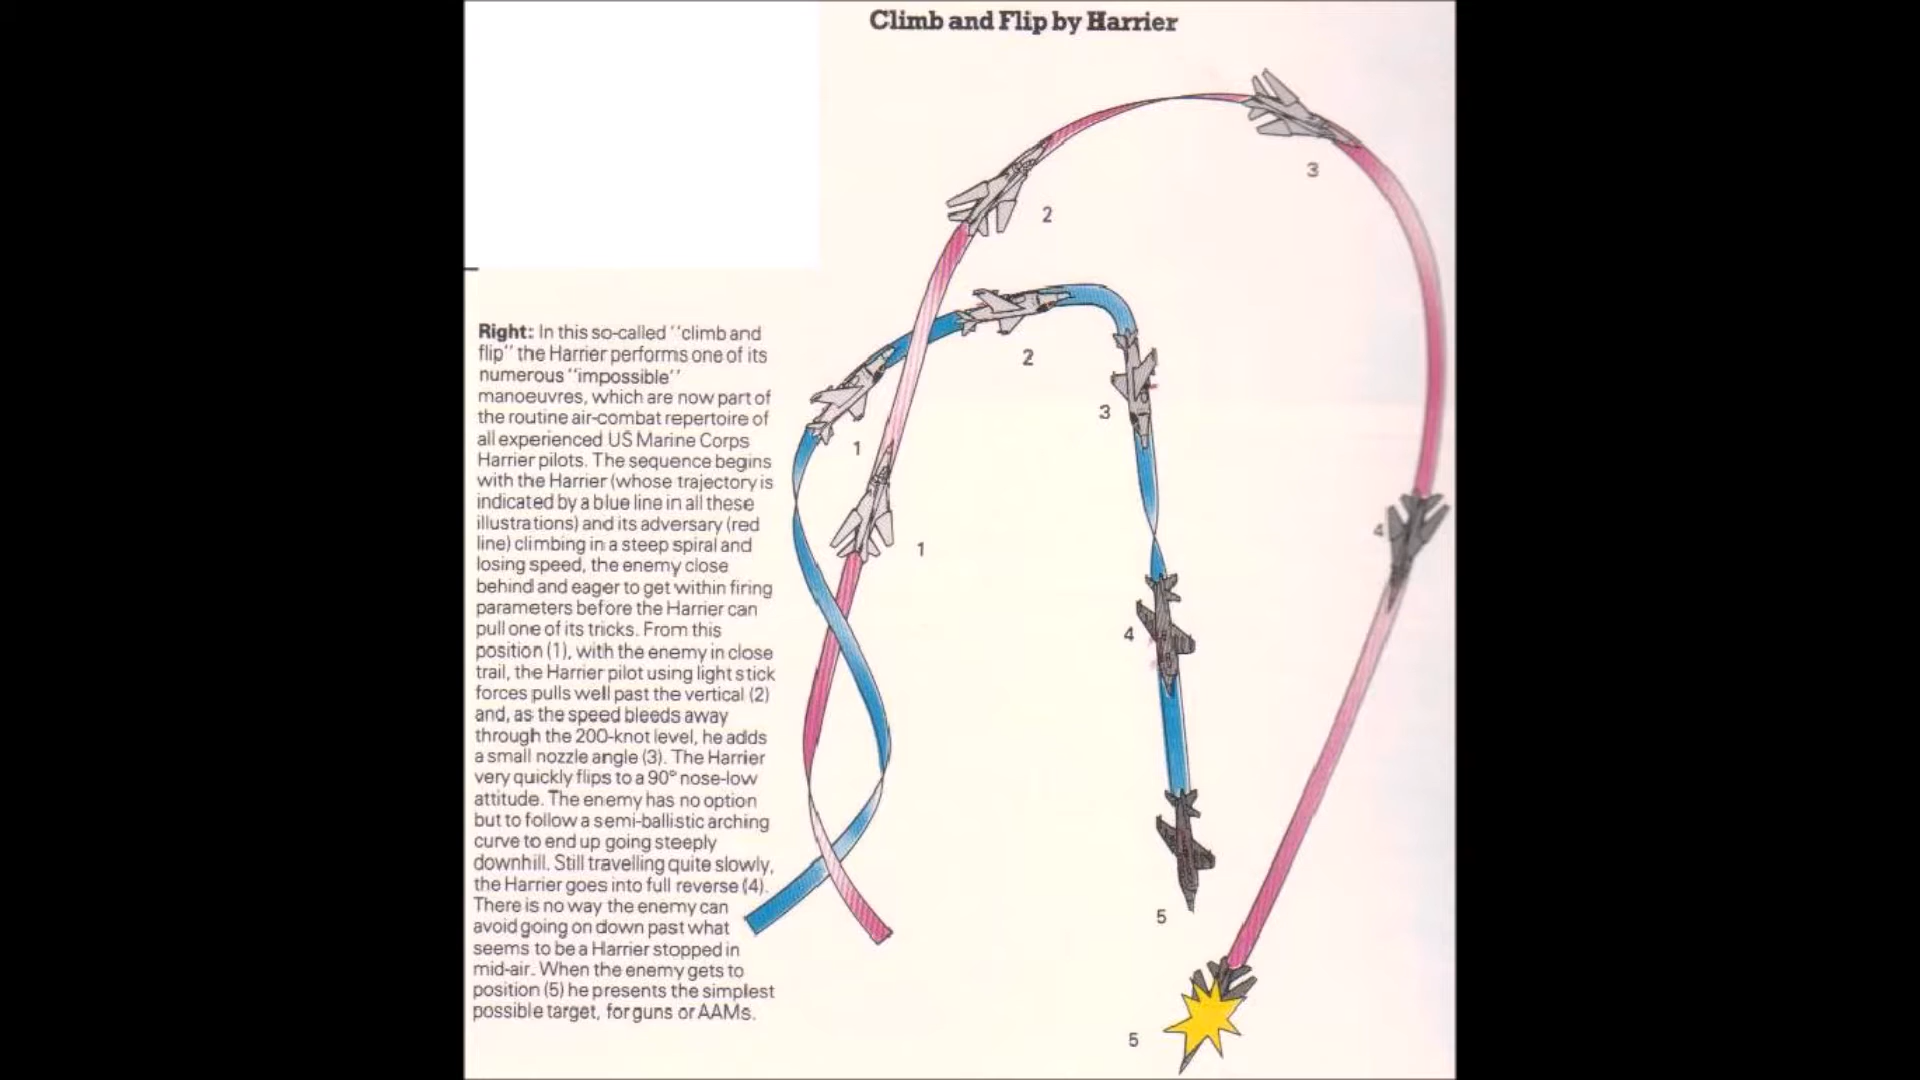 Climb and Flip by Harrier
3
2
Right: In this so-called "climb and
flip" the Harrier performs one of its
numerous "impossible"
manoeuvres, which are now part of
the routine air-combat repertoire of
all experienced US Marine Corps
Harrier pilots. The sequence begins
with the Harrier (whose trajectory is
indicated by a blue line in all these
illustrations) and its adversary (red
line) climbing in a steep spiral and
losing speed, the enemy close
behind and eager to get within firing
parameters before the Harrier can
pull one of its tricks. From this
position (1), with the enemy in close
trail, the Harrier pilot using light stick
forces pulls well past the vertical (2)
and, as the speed bleeds away
through the 200-knot level, he adds
a small nozzle angle (3). The Harrier
very quickly flips to a 90° nose-low
attitude. The enemy has no option
but to follow a semi-ballistic arching
curve to end up going steeply
downhill. Still travelling quite slowly,
the Harrier goes into full reverse (4).
There is no way the enemy can
avoid going on down past what
seems to be a Harrier stopped in
mid-air. When the enemy gets to
position (5) he presents the simplest
possible target, for guns or AAMs.
2
3
1
4
1
4
5
5